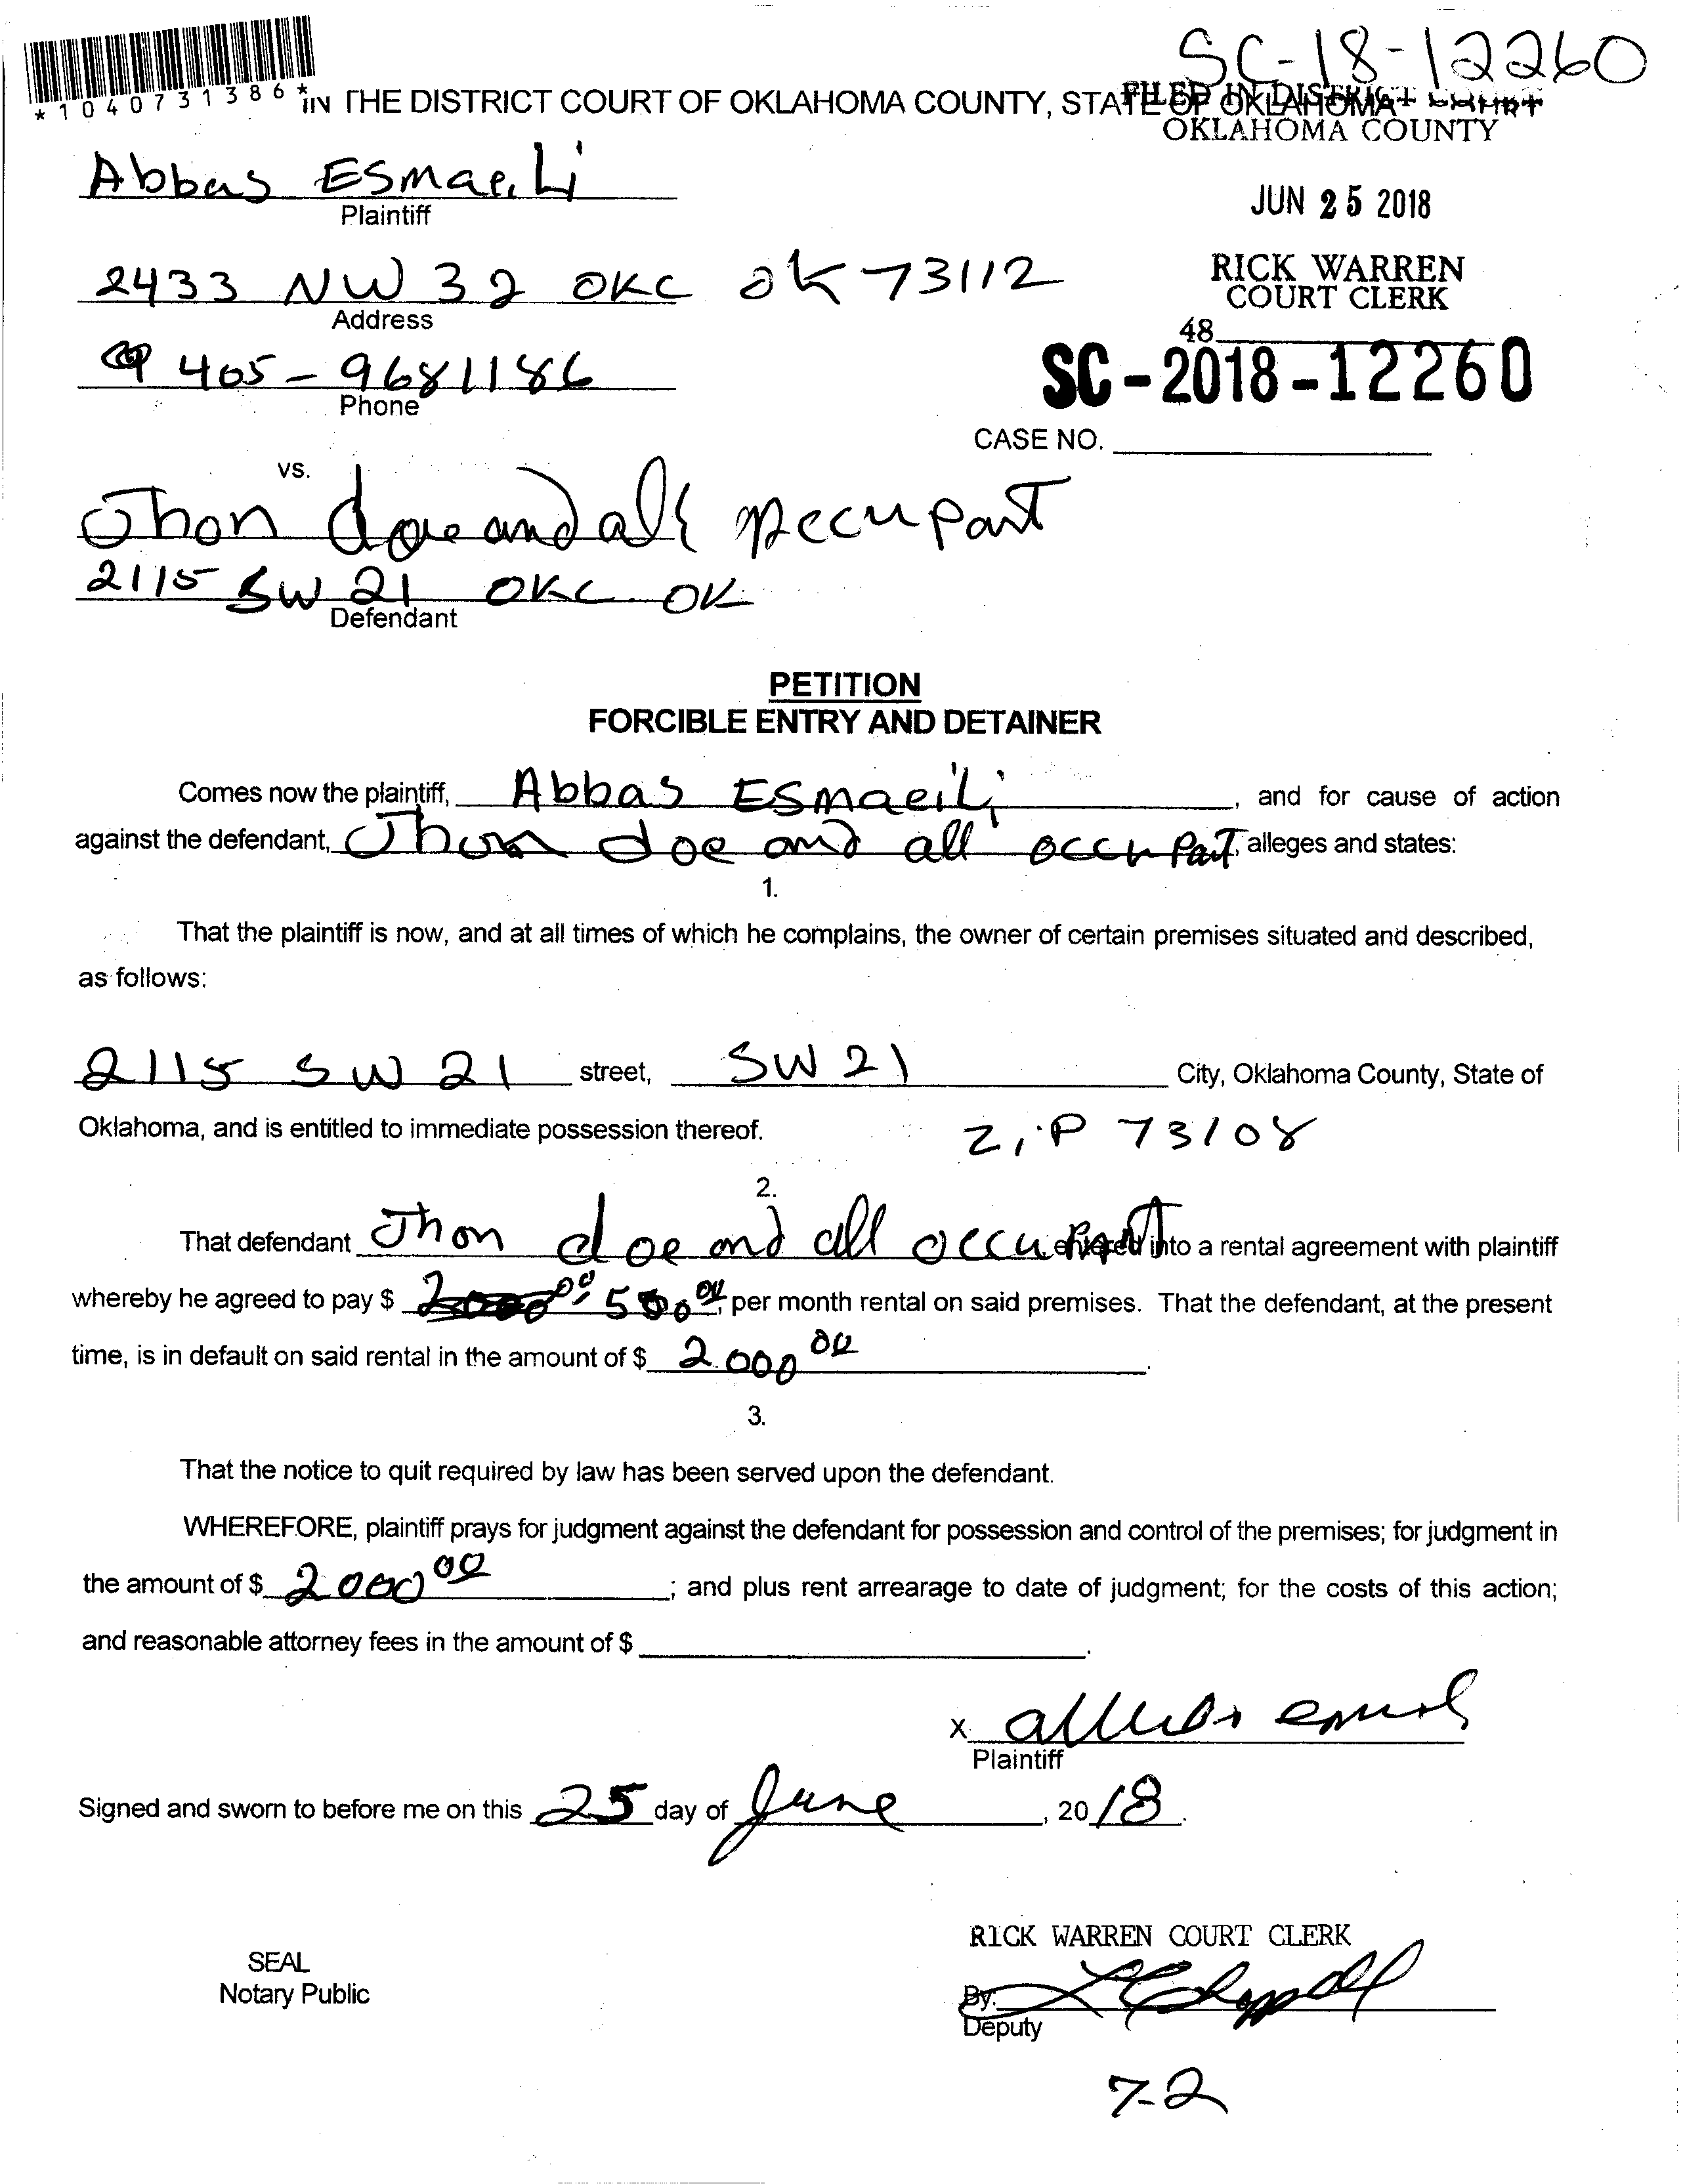 SC-18-12260
*1040731386*
IN THE DISTRICT COURT OF OKLAHOMA COUNTY, STATE OF OKLAHOMA
FILED IN DISTRICT COURT
OKLAHOMA COUNTY
Abbas ESmaeili
Plaintiff
JUN 25 2018
2433 NW 32 OKC OK 73112
Address
RICK WARREN
COURT CLERK
48
405-9681186
Phone
SC-2018-12260
CASE NO.
vs.
Jhon doe and all occupant
2115 SW 21 OKC OK
Defendant
PETITION
FORCIBLE ENTRY AND DETAINER
Comes now the plaintiff, Abbas ESmaeili, and for cause of action
against the defendant, Jhon doe and all occupant, alleges and states:
1.
That the plaintiff is now, and at all times of which he complains, the owner of certain premises situated and described,
as follows:
2115 SW 21 street, SW 21 City, Oklahoma County, State of
Oklahoma, and is entitled to immediate possession thereof. ZiP 73108
2.
That defendant Jhon doe and all occupant entered into a rental agreement with plaintiff
whereby he agreed to pay $ 500 00, per month rental on said premises. That the defendant, at the present
time, is in default on said rental in the amount of $ 2000 00.
3.
That the notice to quit required by law has been served upon the defendant.
WHEREFORE, plaintiff prays for judgment against the defendant for possession and control of the premises; for judgment in
the amount of $ 2000 00; and plus rent arrearage to date of judgment; for the costs of this action;
and reasonable attorney fees in the amount of $ .
x
Plaintiff
Signed and sworn to before me on this 25 day of June, 2018.
RICK WARREN COURT CLERK
SEAL
Notary Public
By:
Deputy
7-2